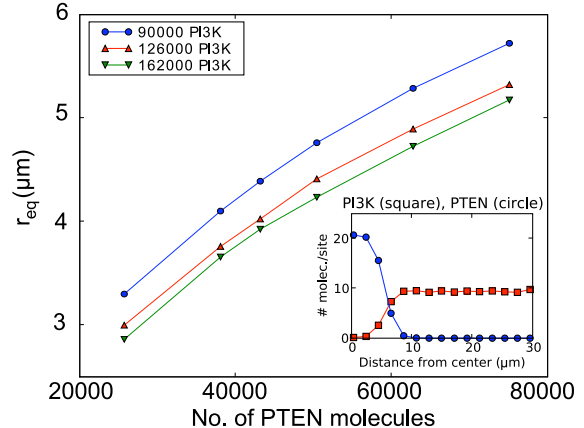 6
5
4
3
r_eq(μm)
90000 PI3K
126000 PI3K
162000 PI3K
PI3K (square), PTEN (circle)
20
10
0
# molec./site
0 10 20 30
Distance from center (μm)
20000 40000 60000 80000
No. of PTEN molecules